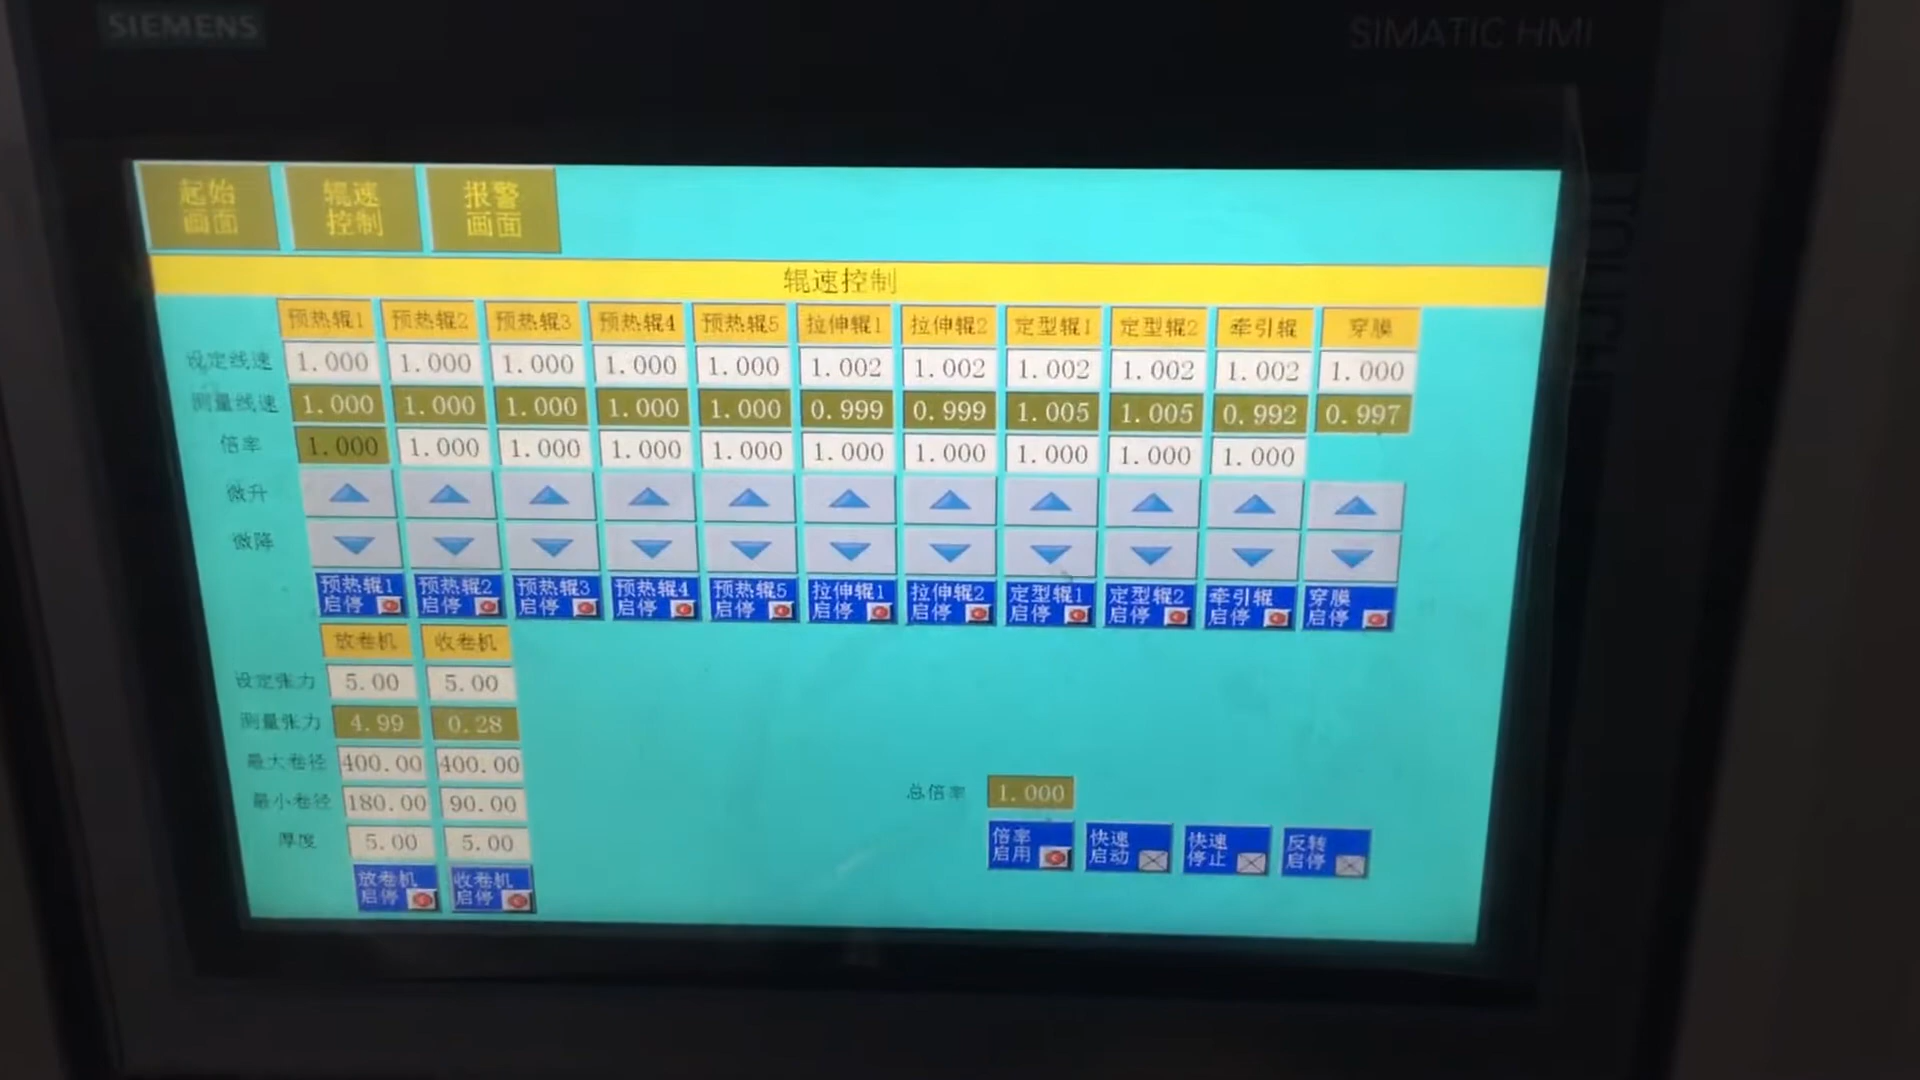 SIEMENS
SIMATIC HMI
TOUCH
起始
画面
辊速
控制
报警
画面
辊速控制
预热辊1 预热辊2 预热辊3 预热辊4 预热辊5 拉伸辊1 拉伸辊2 定型辊1 定型辊2 牵引辊 穿膜
设定线速 1.000 1.000 1.000 1.000 1.000 1.002 1.002 1.002 1.002 1.002 1.000
测量线速 1.000 1.000 1.000 1.000 1.000 0.999 0.999 1.005 1.005 0.992 0.997
倍率 1.000 1.000 1.000 1.000 1.000 1.000 1.000 1.000 1.000 1.000
微升
微降
预热辊1 预热辊2 预热辊3 预热辊4 预热辊5 拉伸辊1 拉伸辊2 定型辊1 定型辊2 牵引辊 穿膜
启停 启停 启停 启停 启停 启停 启停 启停 启停 启停 启停
放卷机 收卷机
设定张力 5.00 5.00
测量张力 4.99 0.28
最大卷径 400.00 400.00
最小卷径 180.00 90.00
厚度 5.00 5.00
放卷机 收卷机
启停 启停
总倍率 1.000
倍率 快速 快速 反转
启用 启动 停止 启停